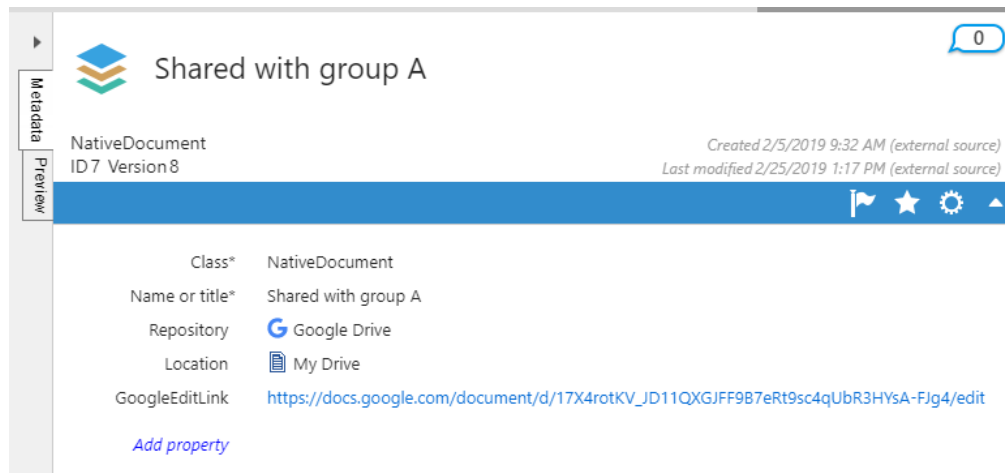 0
Shared with group A
Metadata
Preview
NativeDocument
ID 7 Version 8
Created 2/5/2019 9:32 AM (external source)
Last modified 2/25/2019 1:17 PM (external source)
Class* NativeDocument
Name or title* Shared with group A
Repository Google Drive
Location My Drive
GoogleEditLink https://docs.google.com/document/d/17X4rotKV_JD11QXGJFF9B7eRt9sc4qUbR3HYsA-FJg4/edit
Add property